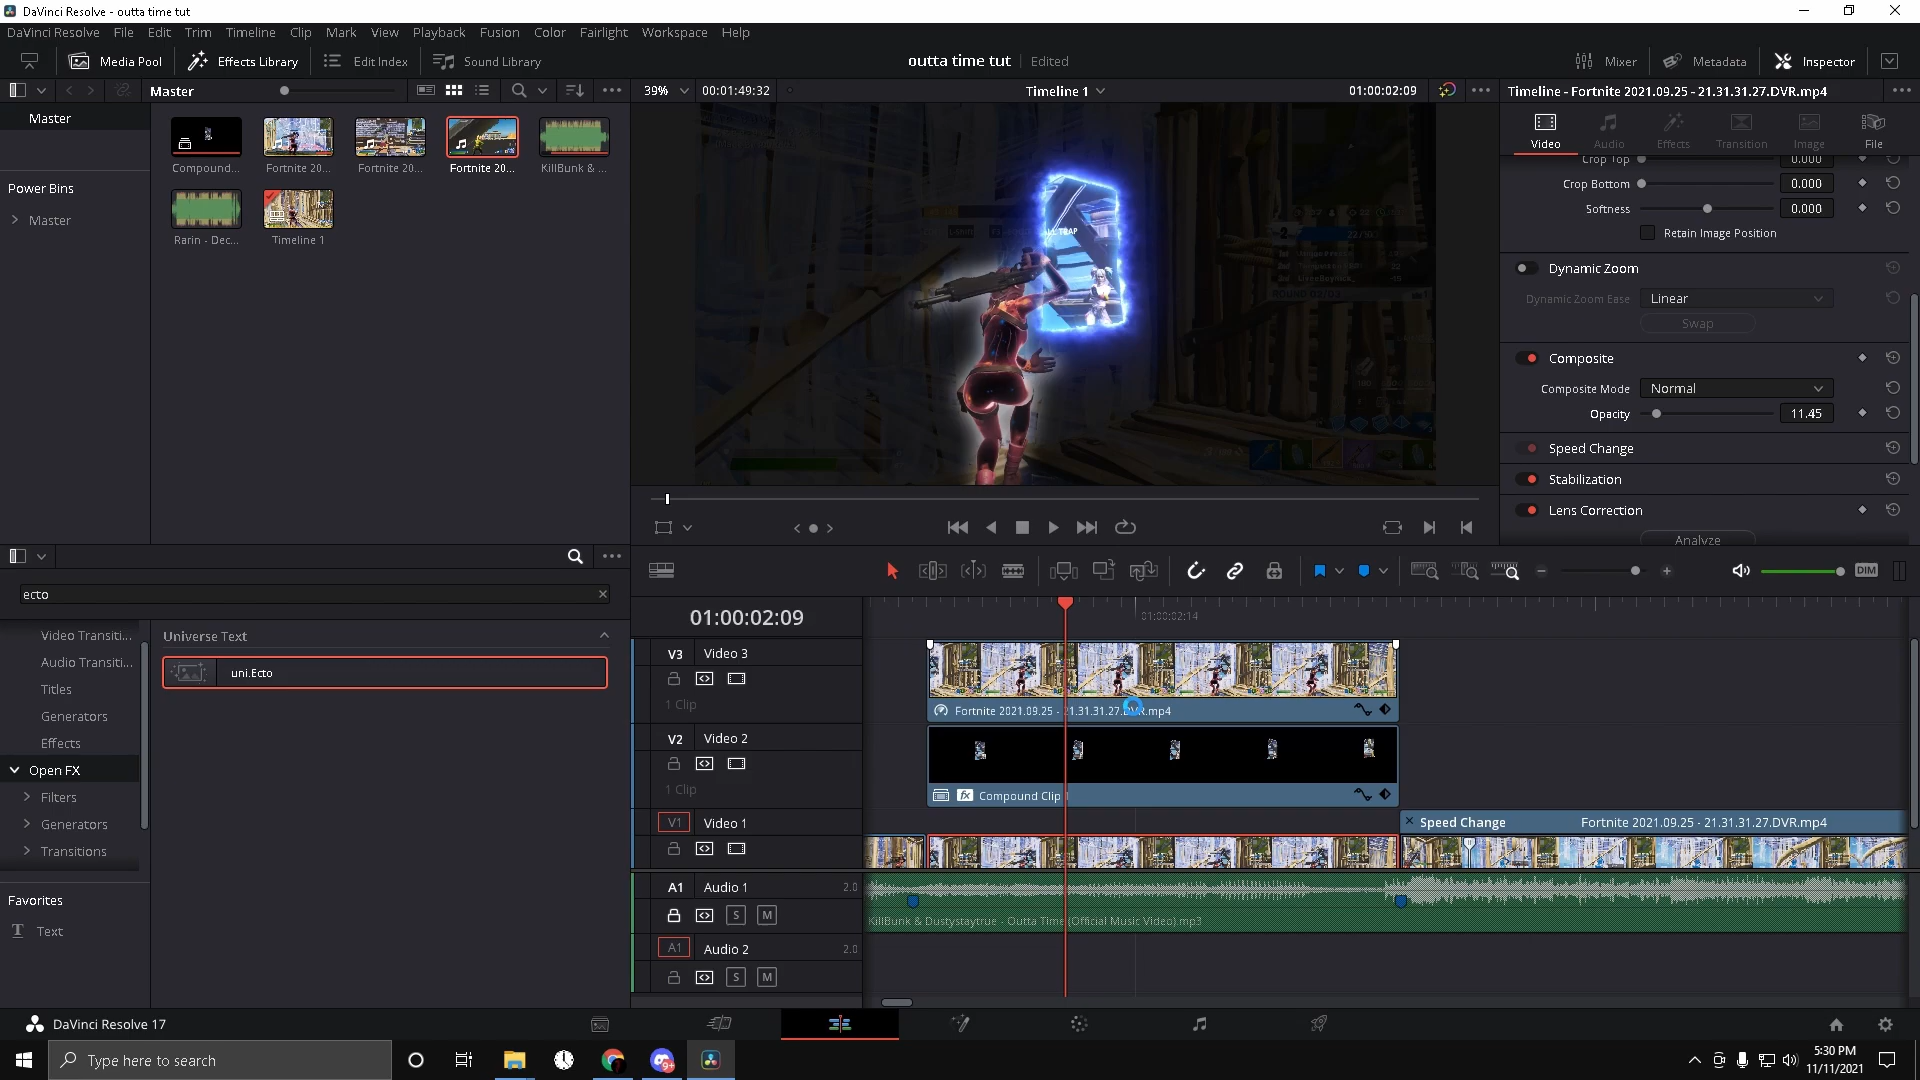 DaVinci Resolve - outta time tut
DaVinci Resolve File Edit Trim Timeline Clip Mark View Playback Fusion Color Fairlight Workspace Help
Media Pool Effects Library Edit Index Sound Library outta time tut Edited Mixer Metadata Inspector
Master 39% 00:01:49:32 Timeline 1 01:00:02:09 Timeline - Fortnite 2021.09.25 - 21.31.31.27.DVR.mp4
Master
Power Bins
Master
Compound... Fortnite 20... Fortnite 20... Fortnite 20... KillBunk & ...
Rarin - Dec... Timeline 1
Video Audio Effects Transition Image File
Crop Top 0.000
Crop Bottom 0.000
Softness 0.000
Retain Image Position
Dynamic Zoom
Dynamic Zoom Ease Linear
Swap
Composite
Composite Mode Normal
Opacity 11.45
Speed Change
Stabilization
Lens Correction
Analyze
ROUND 02/03
ecto
Video Transiti...
Audio Transiti...
Titles
Generators
Effects
Open FX
Filters
Generators
Transitions
Favorites
Text
Universe Text
uni.Ecto
DIM
01:00:02:09
01:00:02:14
V3 Video 3
1 Clip
Fortnite 2021.09.25 - 21.31.31.27.DVR.mp4
V2 Video 2
1 Clip
Compound Clip 1
V1 Video 1
Speed Change Fortnite 2021.09.25 - 21.31.31.27.DVR.mp4
A1 Audio 1 2.0
S M
KillBunk & Dustystaytrue - Outta Time (Official Music Video).mp3
A1 Audio 2 2.0
S M
DaVinci Resolve 17
Type here to search
9+
5:30 PM
11/11/2021